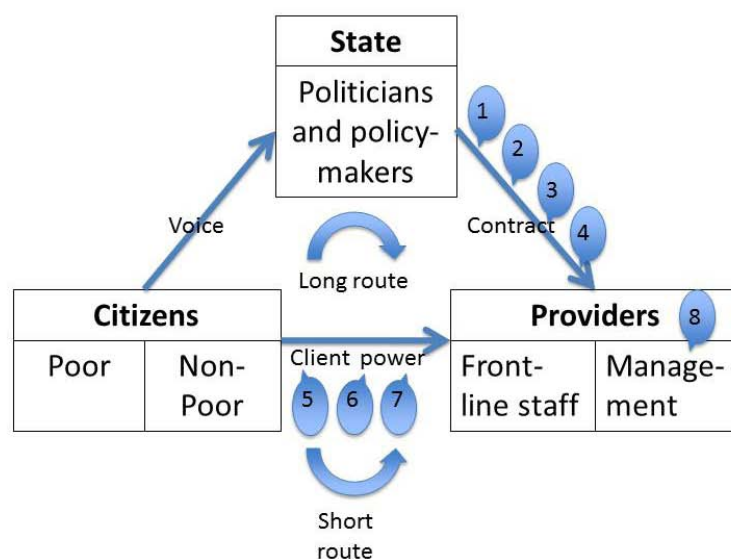 State
Politicians
and policy-
makers
1
2
3
4
Voice
Contract
Long route
Citizens
Poor
Non-
Poor
Client power
5 6 7
Short
route
Providers
8
Front-
line staff
Manage-
ment